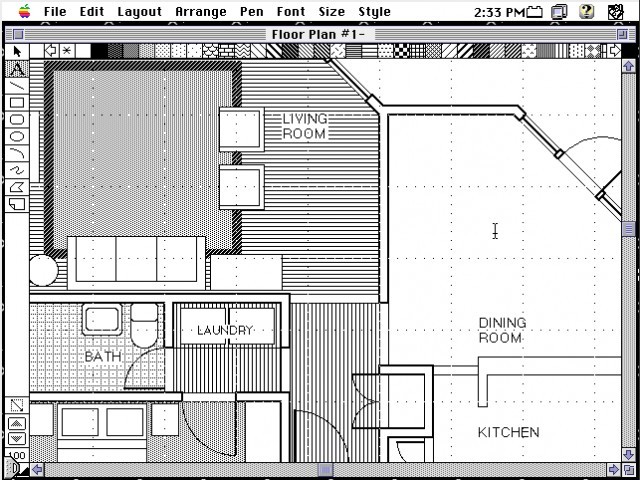 File Edit Layout Arrange Pen Font Size Style 2:33 PM
Floor Plan #1-
A
LIVING
ROOM
LAUNDRY
BATH
DINING
ROOM
KITCHEN
100